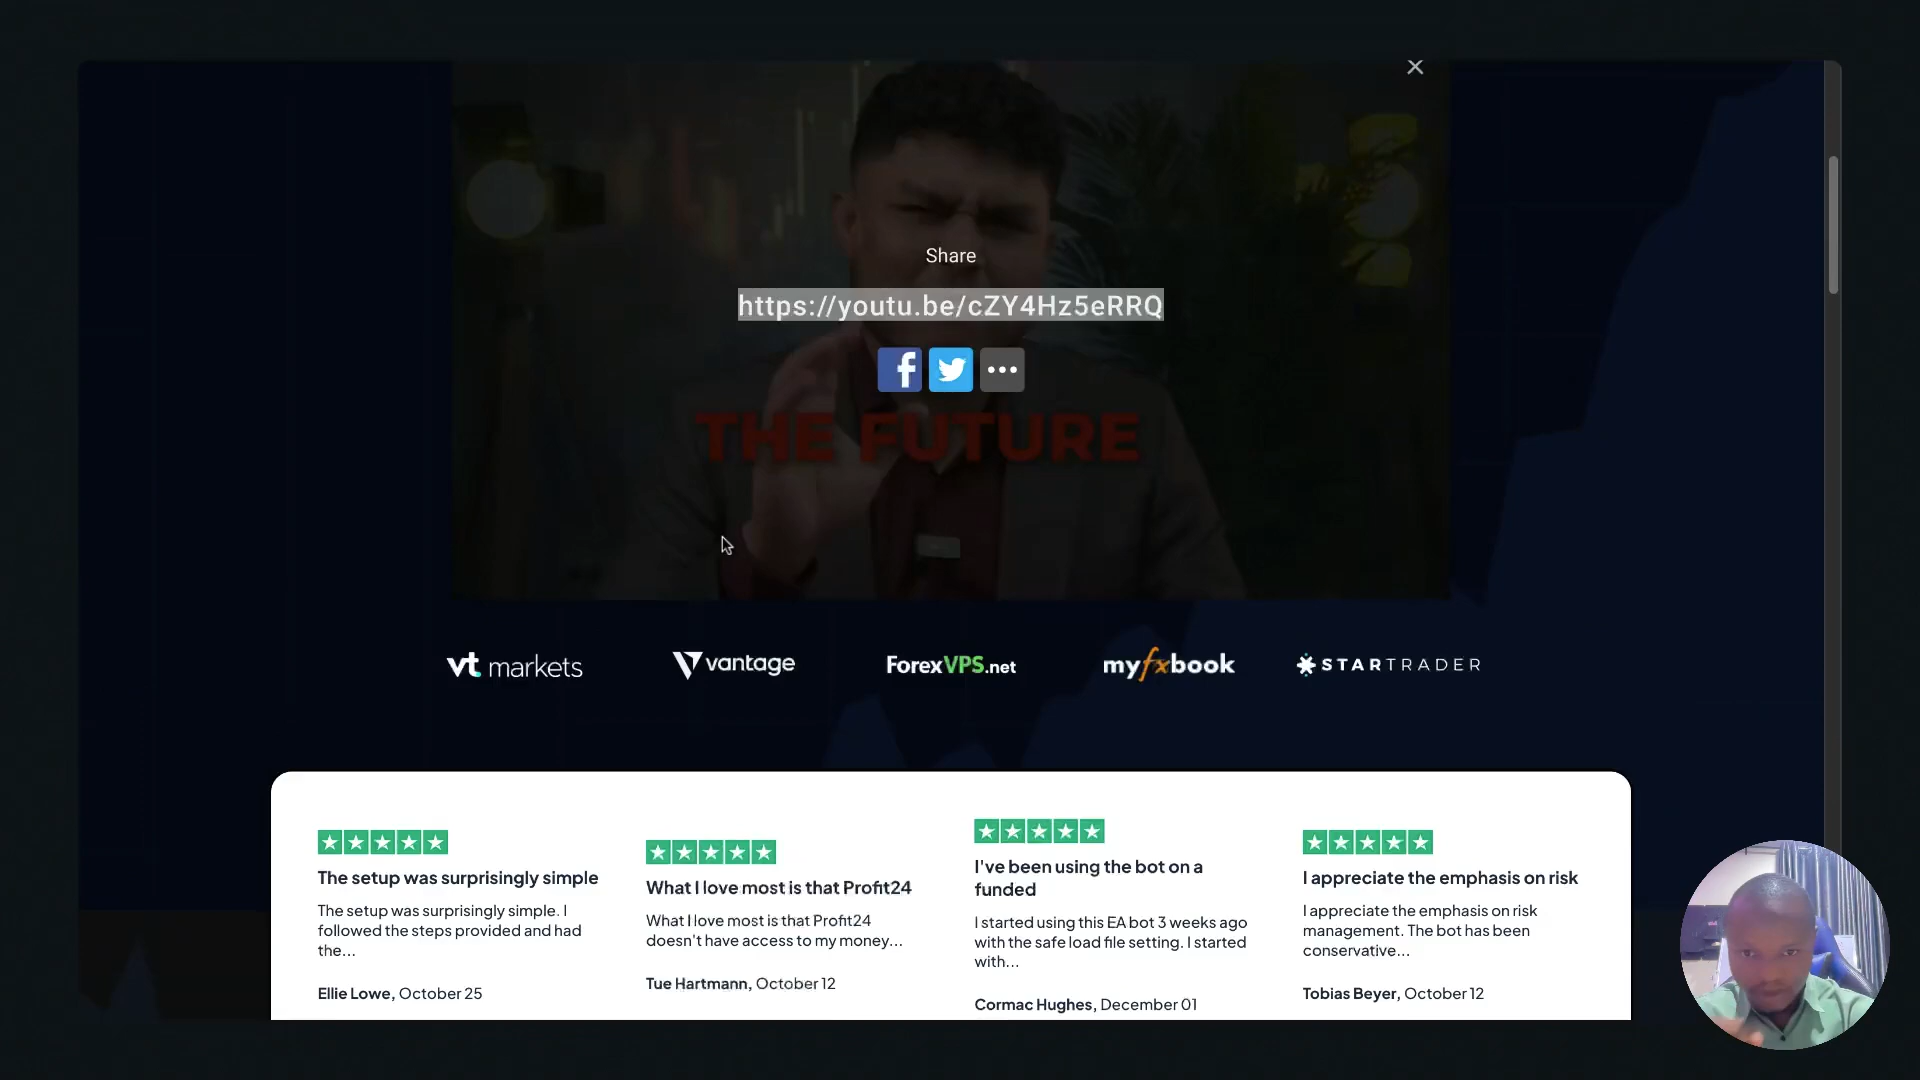 Share
https://youtu.be/cZY4Hz5eRRQ
THE FUTURE
vt markets
vantage
ForexVPS.net
myfxbook
STARTRADER
The setup was surprisingly simple
The setup was surprisingly simple. I
followed the steps provided and had
the...
Ellie Lowe, October 25
What I love most is that Profit24
What I love most is that Profit24
doesn't have access to my money...
Tue Hartmann, October 12
I've been using the bot on a
funded
I started using this EA bot 3 weeks ago
with the safe load file setting. I started
with...
Cormac Hughes, December 01
I appreciate the emphasis on risk
I appreciate the emphasis on risk
management. The bot has been
conservative...
Tobias Beyer, October 12